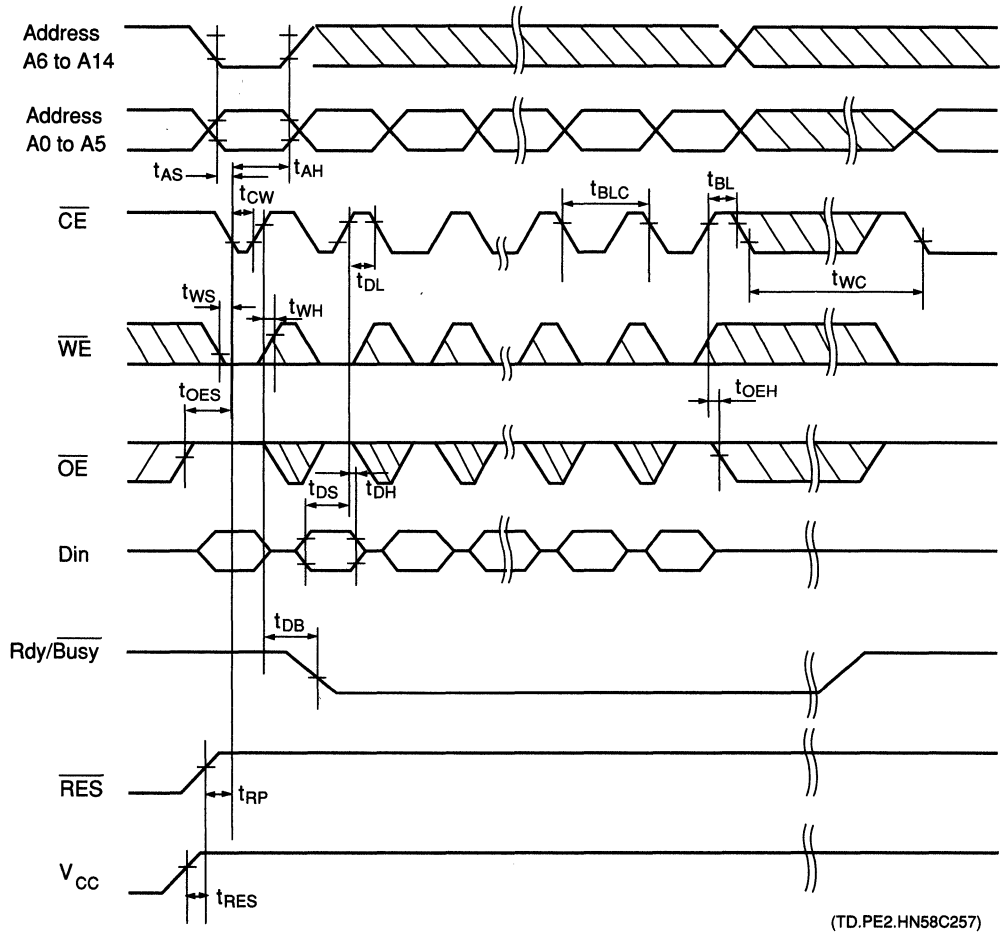 Address
A6 to A14
Address
A0 to A5
tAS
tAH
tCW
tBLC
tBL
CE
tDL
tWC
tWS
tWH
WE
tOES
tOEH
OE
tDS
tDH
Din
tDB
Rdy/Busy
RES
tRP
VCC
tRES
(TD.PE2.HN58C257)